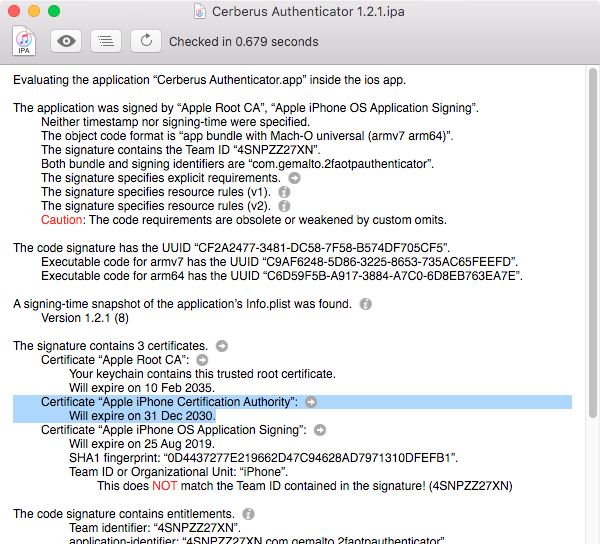 Cerberus Authenticator 1.2.1.ipa
IPA
Checked in 0.679 seconds
Evaluating the application “Cerberus Authenticator.app” inside the ios app.
The application was signed by “Apple Root CA”, “Apple iPhone OS Application Signing”.
Neither timestamp nor signing-time were specified.
The object code format is “app bundle with Mach-O universal (armv7 arm64)”.
The signature contains the Team ID “4SNPZZ27XN”.
Both bundle and signing identifiers are “com.gemalto.2faotpauthenticator”.
The signature specifies explicit requirements.
The signature specifies resource rules (v1).
The signature specifies resource rules (v2).
Caution: The code requirements are obsolete or weakened by custom omits.
The code signature has the UUID “CF2A2477-3481-DC58-7F58-B574DF705CF5”.
Executable code for armv7 has the UUID “C9AF6248-5D86-3225-8653-735AC65FEEFD”.
Executable code for arm64 has the UUID “C6D59F5B-A917-3884-A7C0-6D8EB763EA7E”.
A signing-time snapshot of the application’s Info.plist was found.
Version 1.2.1 (8)
The signature contains 3 certificates.
Certificate “Apple Root CA”:
Your keychain contains this trusted root certificate.
Will expire on 10 Feb 2035.
Certificate “Apple iPhone Certification Authority”:
Will expire on 31 Dec 2030.
Certificate “Apple iPhone OS Application Signing”:
Will expire on 25 Aug 2019.
SHA1 fingerprint: “0D4437277E219662D47C94628AD7971310DFEFB1”.
Team ID or Organizational Unit: “iPhone”.
This does NOT match the Team ID contained in the signature! (4SNPZZ27XN)
The code signature contains entitlements.
Team identifier: “4SNPZZ27XN”.
application-identifier: “4SNPZZ27XN.com.gemalto.2faotpauthenticator”